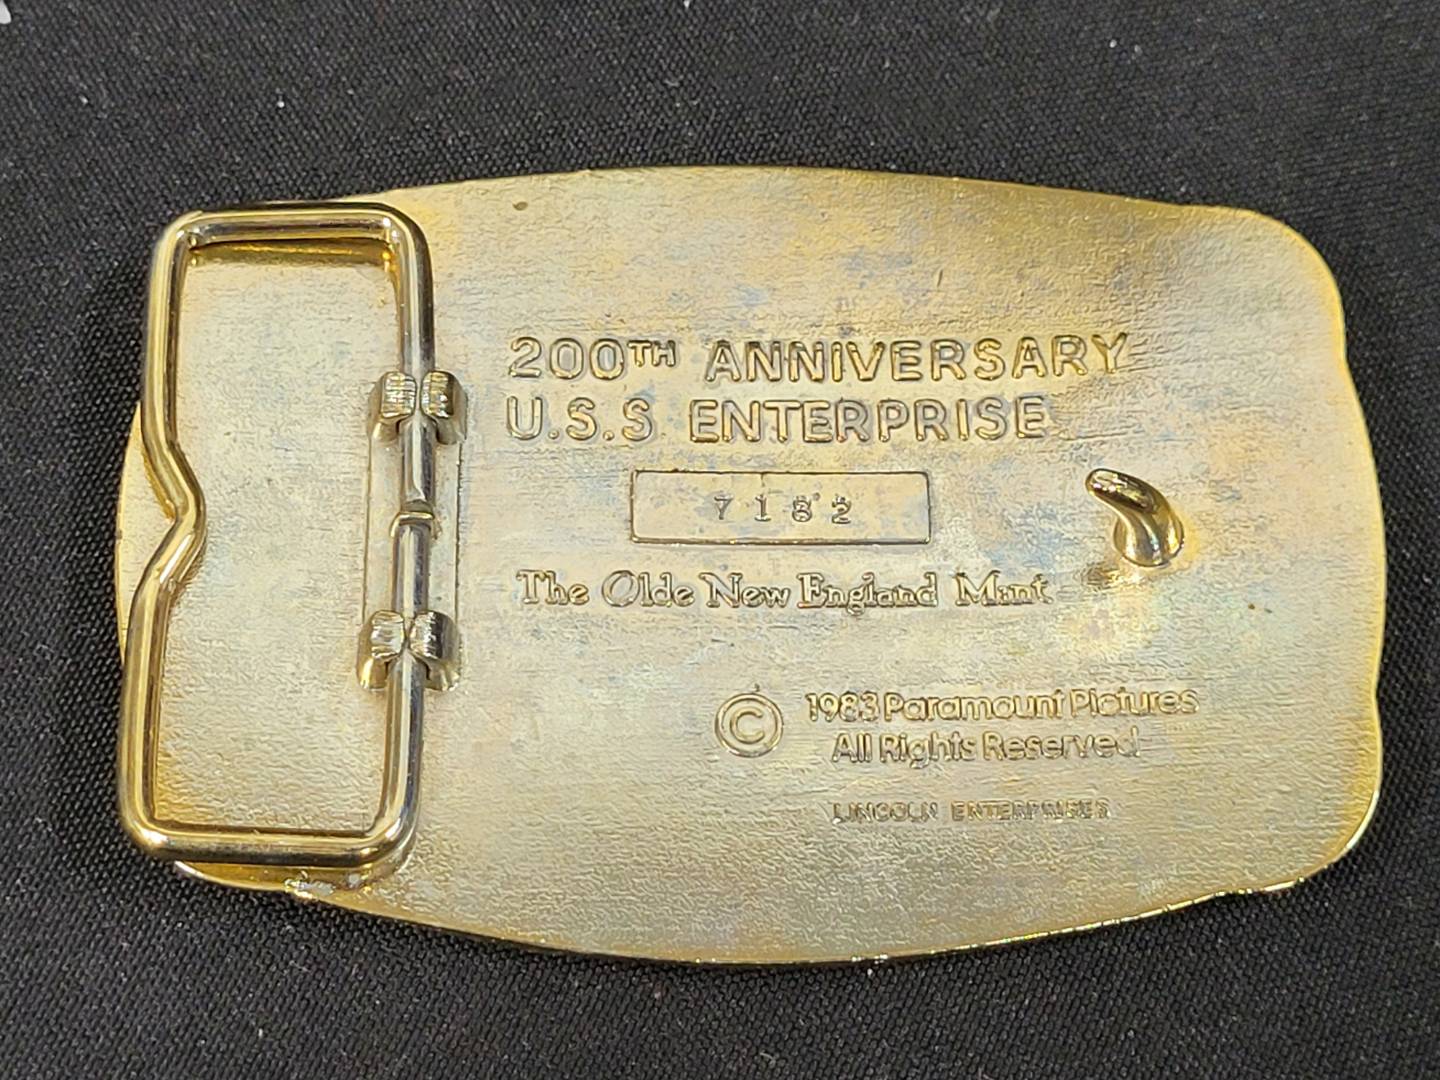 200TH ANNIVERSARY
U.S.S ENTERPRISE
7182
The Olde New England Mint
© 1983 Paramount Pictures
All Rights Reserved
LINCOLN ENTERPRISES